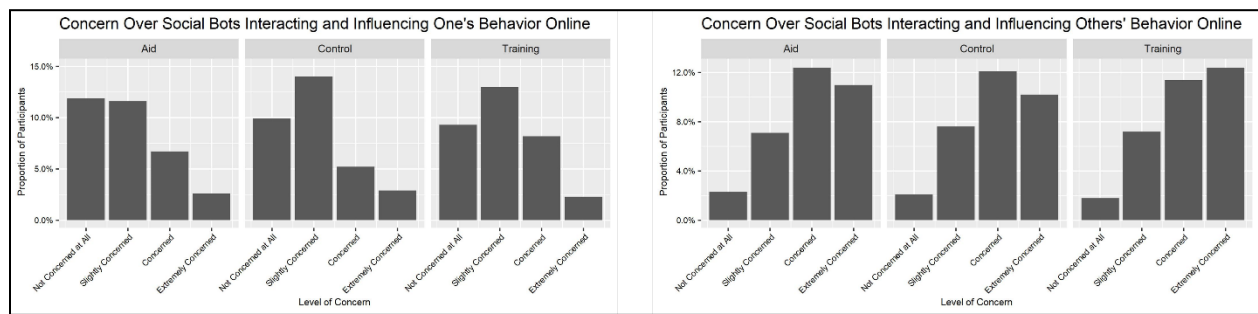 Concern Over Social Bots Interacting and Influencing One's Behavior Online
Aid
Control
Training
15.0%
10.0%
5.0%
0.0%
Proportion of Participants
Not Concerned at All
Slightly Concerned
Concerned
Extremely Concerned
Not Concerned at All
Slightly Concerned
Concerned
Extremely Concerned
Not Concerned at All
Slightly Concerned
Concerned
Extremely Concerned
Level of Concern
Concern Over Social Bots Interacting and Influencing Others' Behavior Online
Aid
Control
Training
12.0%
8.0%
4.0%
0.0%
Proportion of Participants
Not Concerned at All
Slightly Concerned
Concerned
Extremely Concerned
Not Concerned at All
Slightly Concerned
Concerned
Extremely Concerned
Not Concerned at All
Slightly Concerned
Concerned
Extremely Concerned
Level of Concern